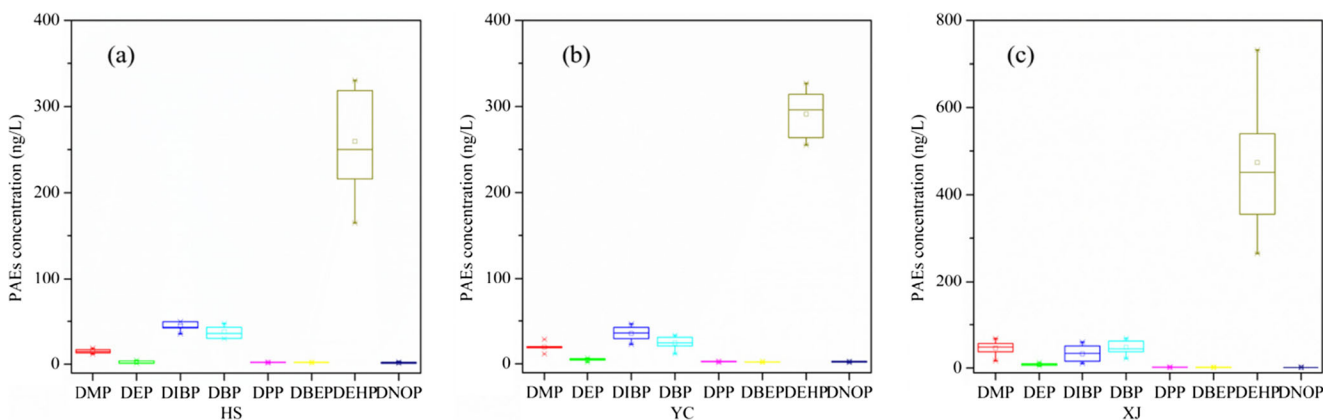 (a)
PAEs concentration (ng/L)
400
300
200
100
0
DMP DEP DIBP DBP DPP DBEP DEHP DNOP
HS
(b)
PAEs concentration (ng/L)
400
300
200
100
0
DMP DEP DIBP DBP DPP DBEP DEHP DNOP
YC
(c)
PAEs concentration (ng/L)
800
600
400
200
0
DMP DEP DIBP DBP DPP DBEP DEHP DNOP
XJ